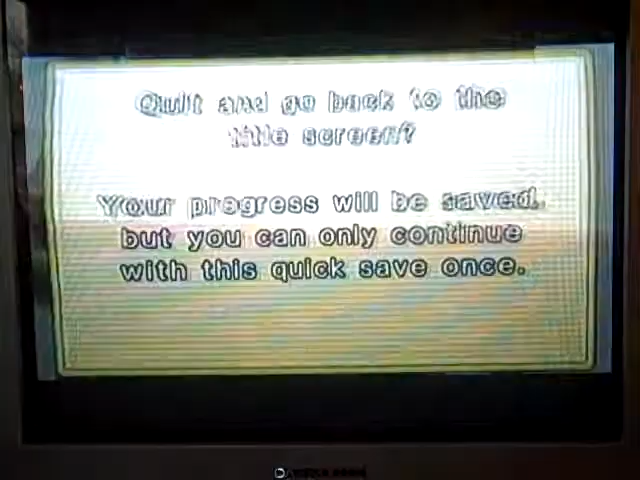 Quit and go back to the
title screen?
Your progress will be saved,
but you can only continue
with this quick save once.